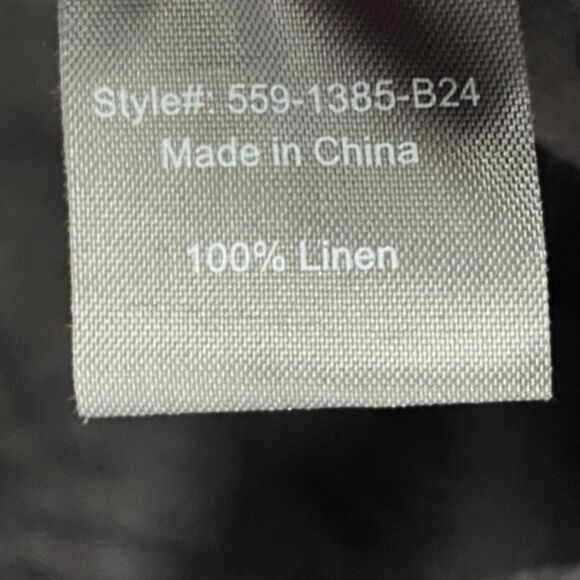 Style#: 559-1385-B24
Made in China
100% Linen